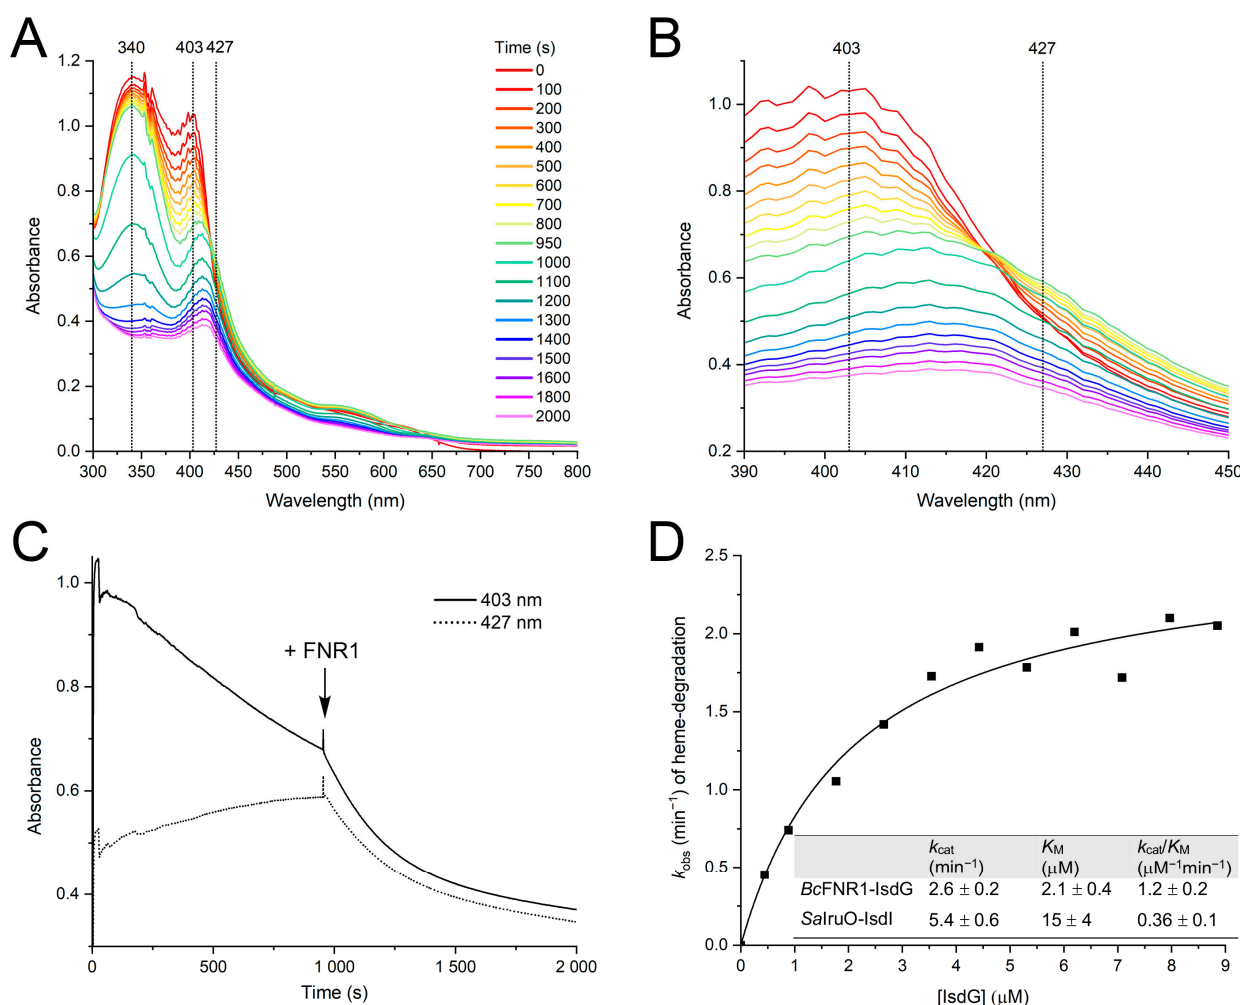 A
340 403 427
Time (s)
0
100
200
300
400
500
600
700
800
950
1000
1100
1200
1300
1400
1500
1600
1800
2000
1.2
1.0
0.8
0.6
0.4
0.2
0.0
Absorbance
300 350 400 450 500 550 600 650 700 750 800
Wavelength (nm)
B
403 427
1.0
0.8
0.6
0.4
0.2
Absorbance
390 400 410 420 430 440 450
Wavelength (nm)
C
403 nm
427 nm
+ FNR1
1.0
0.8
0.6
0.4
Absorbance
0 500 1 000 1 500 2 000
Time (s)
D
2.5
2.0
1.5
1.0
0.5
0.0
kobs (min−1) of heme-degradation
kcat KM kcat/KM
(min−1) (μM) (μM−1min−1)
BcFNR1-IsdG 2.6 ± 0.2 2.1 ± 0.4 1.2 ± 0.2
SaIruO-IsdI 5.4 ± 0.6 15 ± 4 0.36 ± 0.1
0 1 2 3 4 5 6 7 8 9
[IsdG] (μM)